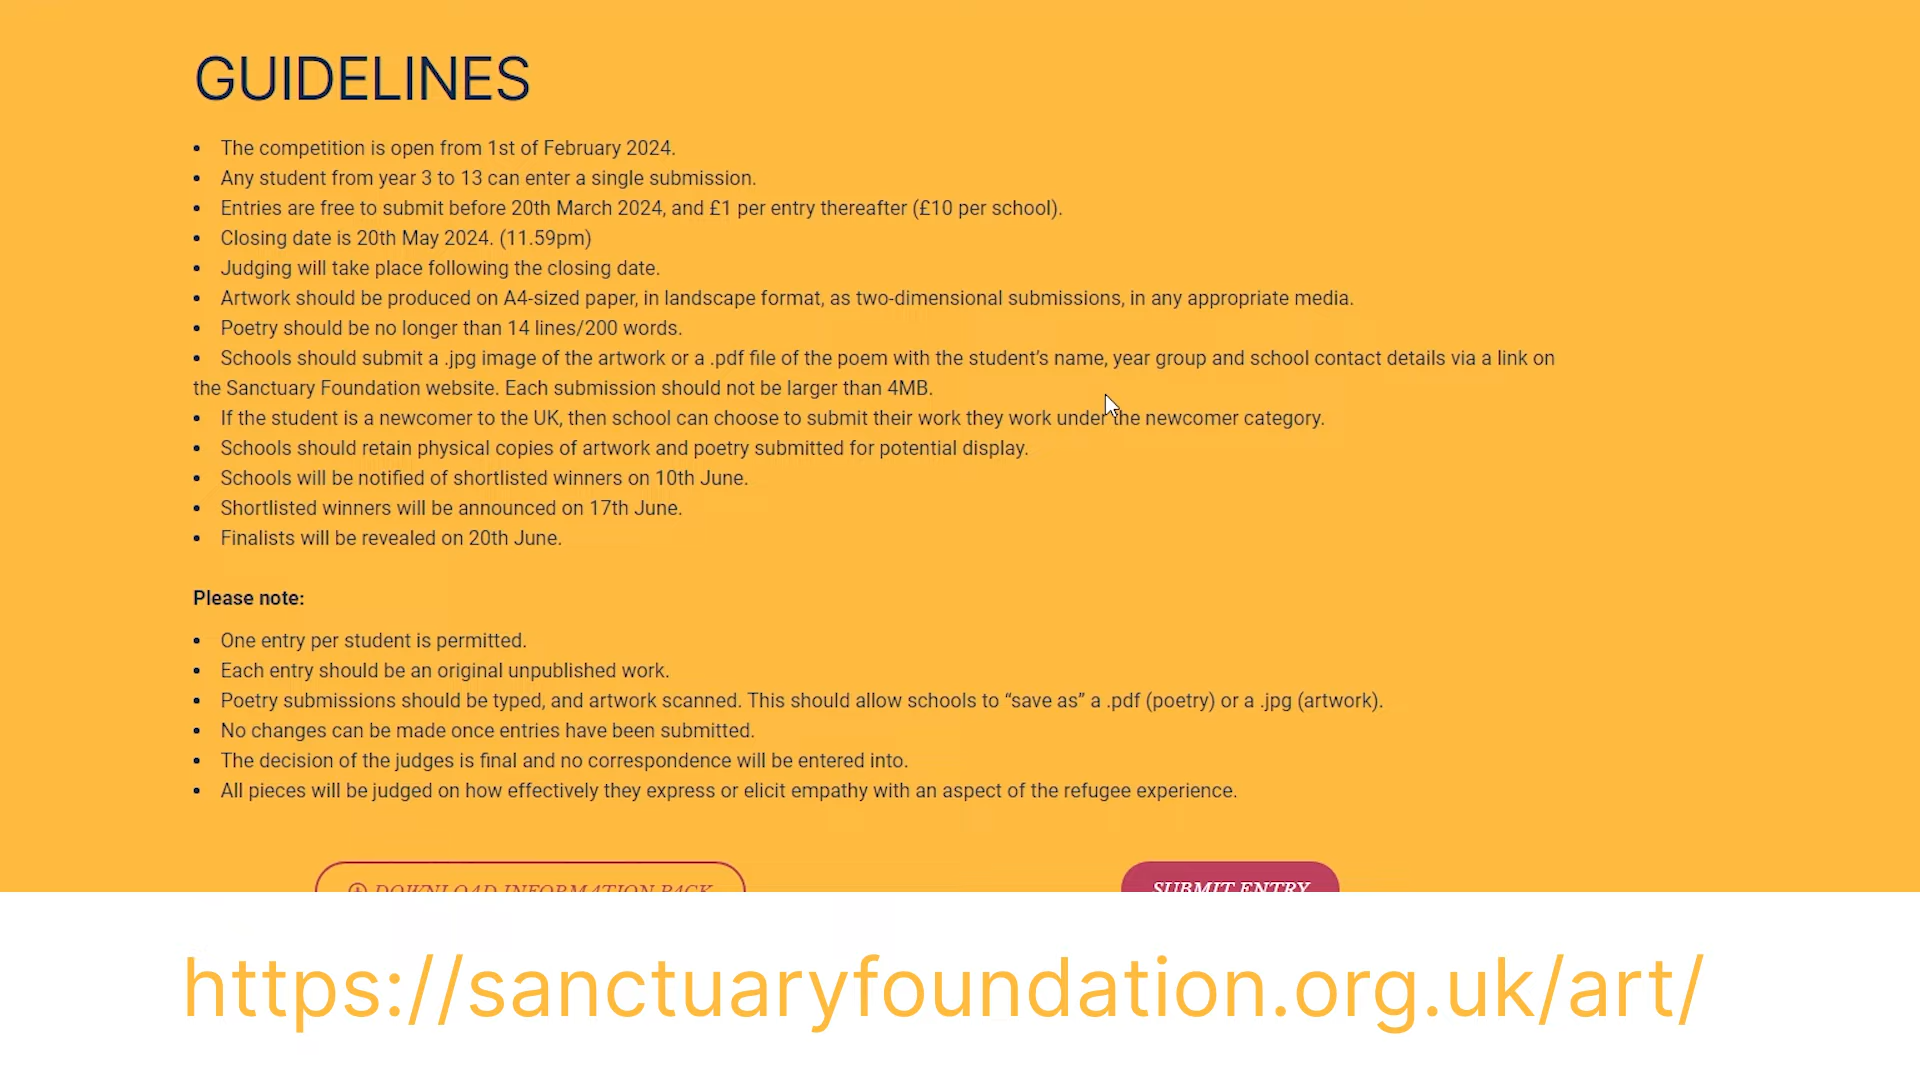 GUIDELINES
• The competition is open from 1st of February 2024.
• Any student from year 3 to 13 can enter a single submission.
• Entries are free to submit before 20th March 2024, and £1 per entry thereafter (£10 per school).
• Closing date is 20th May 2024. (11.59pm)
• Judging will take place following the closing date.
• Artwork should be produced on A4-sized paper, in landscape format, as two-dimensional submissions, in any appropriate media.
• Poetry should be no longer than 14 lines/200 words.
• Schools should submit a .jpg image of the artwork or a .pdf file of the poem with the student’s name, year group and school contact details via a link on
the Sanctuary Foundation website. Each submission should not be larger than 4MB.
• If the student is a newcomer to the UK, then school can choose to submit their work they work under the newcomer category.
• Schools should retain physical copies of artwork and poetry submitted for potential display.
• Schools will be notified of shortlisted winners on 10th June.
• Shortlisted winners will be announced on 17th June.
• Finalists will be revealed on 20th June.
Please note:
• One entry per student is permitted.
• Each entry should be an original unpublished work.
• Poetry submissions should be typed, and artwork scanned. This should allow schools to “save as” a .pdf (poetry) or a .jpg (artwork).
• No changes can be made once entries have been submitted.
• The decision of the judges is final and no correspondence will be entered into.
• All pieces will be judged on how effectively they express or elicit empathy with an aspect of the refugee experience.
DOWNLOAD INFORMATION PACK
SUBMIT ENTRY
https://sanctuaryfoundation.org.uk/art/